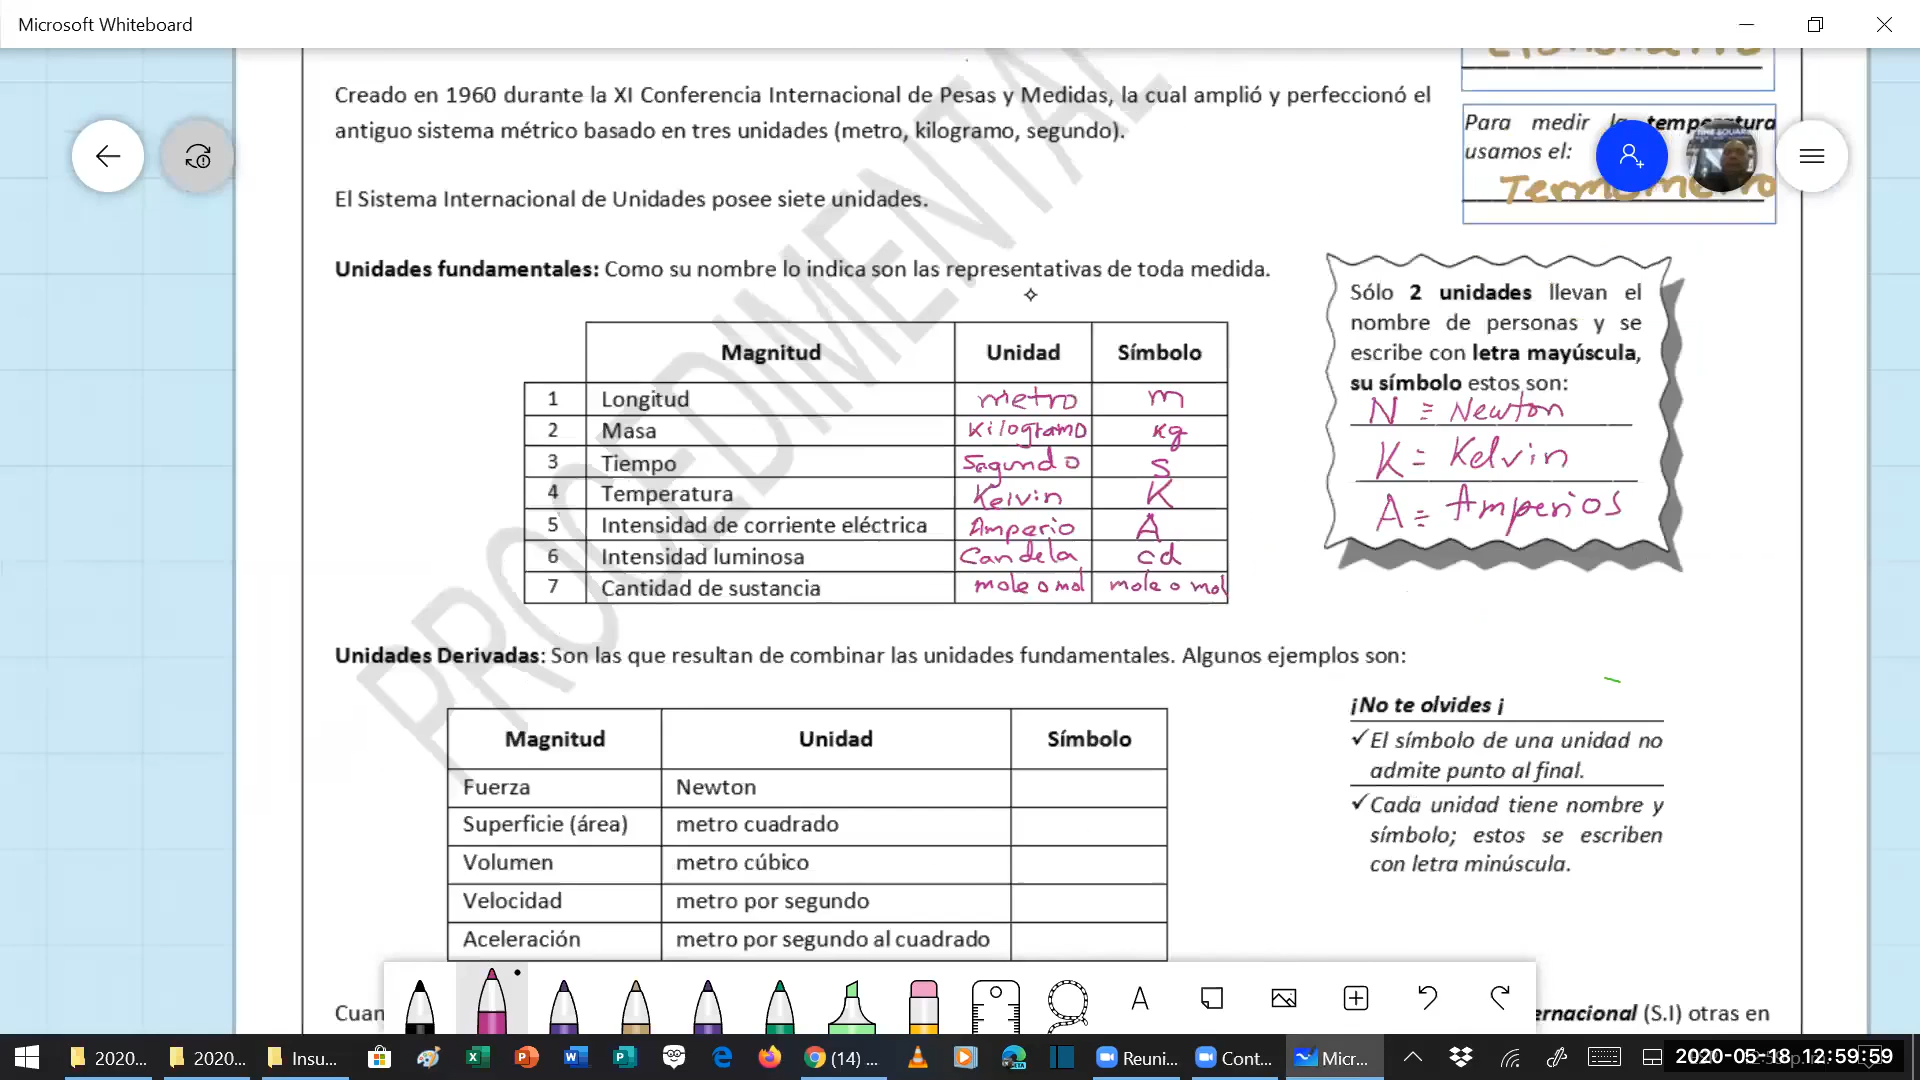 Microsoft Whiteboard
Creado en 1960 durante la XI Conferencia Internacional de Pesas y Medidas, la cual amplió y perfeccionó el
antiguo sistema métrico basado en tres unidades (metro, kilogramo, segundo).
El Sistema Internacional de Unidades posee siete unidades.
Para medir la temperatura
usamos el:
Termometro
Unidades fundamentales: Como su nombre lo indica son las representativas de toda medida.
Magnitud Unidad Símbolo
1 Longitud metro m
2 Masa Kilogramo Kg
3 Tiempo Segundo s
4 Temperatura Kelvin K
5 Intensidad de corriente eléctrica Amperio A
6 Intensidad luminosa Candela cd
7 Cantidad de sustancia mole o mol mole o mol
Sólo 2 unidades llevan el
nombre de personas y se
escribe con letra mayúscula,
su símbolo estos son:
N = Newton
K = Kelvin
A = Amperios
Unidades Derivadas: Son las que resultan de combinar las unidades fundamentales. Algunos ejemplos son:
Magnitud Unidad Símbolo
Fuerza Newton
Superficie (área) metro cuadrado
Volumen metro cúbico
Velocidad metro por segundo
Aceleración metro por segundo al cuadrado
¡No te olvides ¡
✓El símbolo de una unidad no
admite punto al final.
✓Cada unidad tiene nombre y
símbolo; estos se escriben
con letra minúscula.
PROCEDIMENTAL
Cuan
ernacional (S.I) otras en
2020... 2020... Insu... (14) ... Reuni... Cont... Micr...
2020-05-18 12:59:59